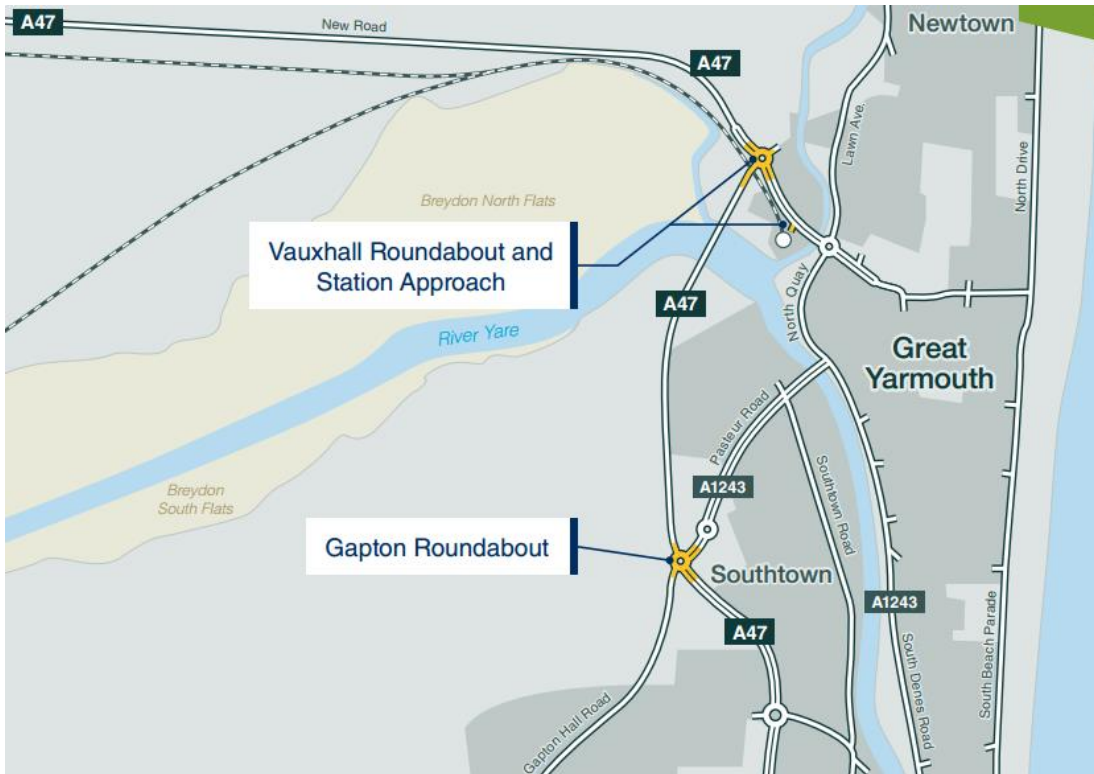 A47
New Road
Newtown
A47
Lawn Ave.
North Drive
Breydon North Flats
Vauxhall Roundabout and
Station Approach
A47
North Quay
River Yare
Great
Yarmouth
Pasteur Road
A1243
Southtown Road
Breydon
South Flats
Gapton Roundabout
Southtown
A1243
A47
South Beach Parade
South Denes Road
Gapton Hall Road